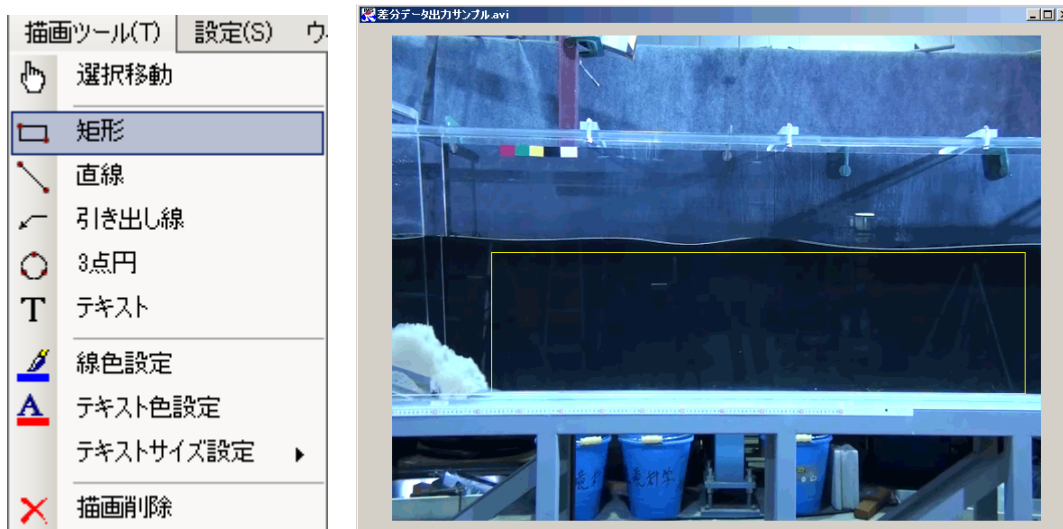 描画ツール(T) 設定(S) ウ
選択移動
矩形
直線
引き出し線
3点円
T テキスト
線色設定
A テキスト色設定
テキストサイズ設定
描画削除
差分データ出力サンプル.avi